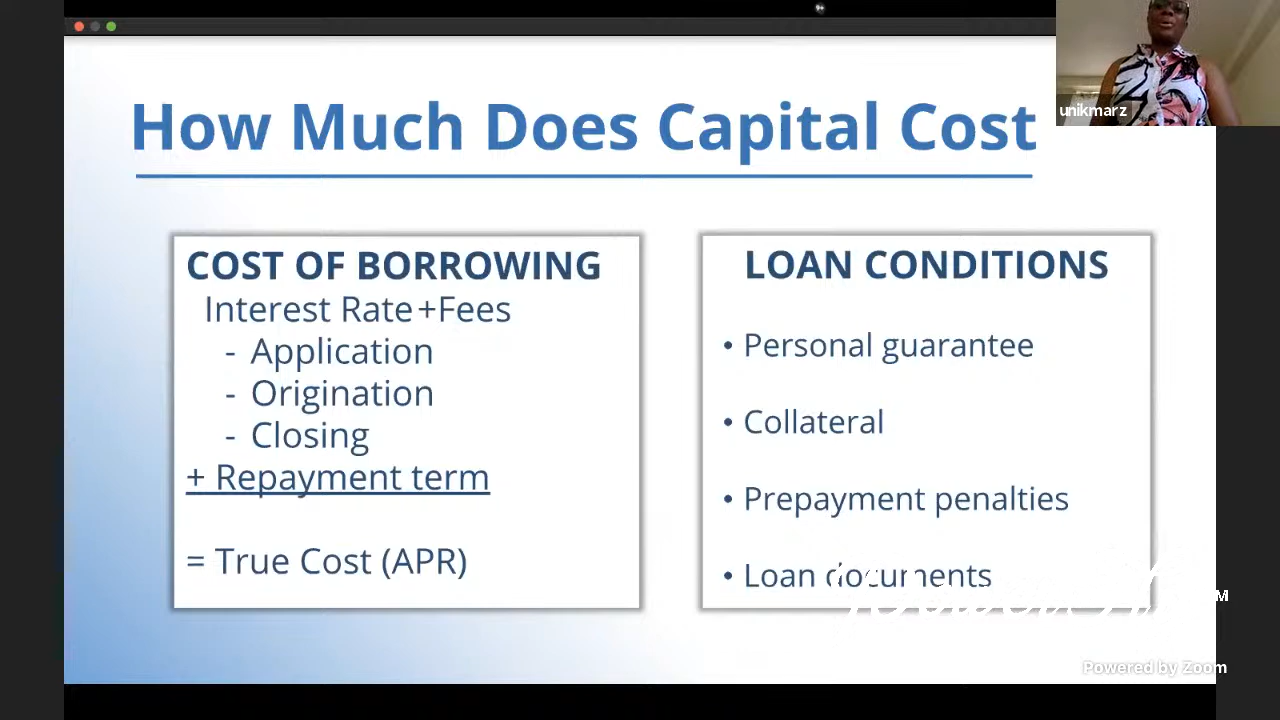 How Much Does Capital Cost
unikmarz
COST OF BORROWING
Interest Rate+Fees
- Application
- Origination
- Closing
+ Repayment term
= True Cost (APR)
LOAN CONDITIONS
• Personal guarantee
• Collateral
• Prepayment penalties
• Loan documents
M
Powered by Zoom